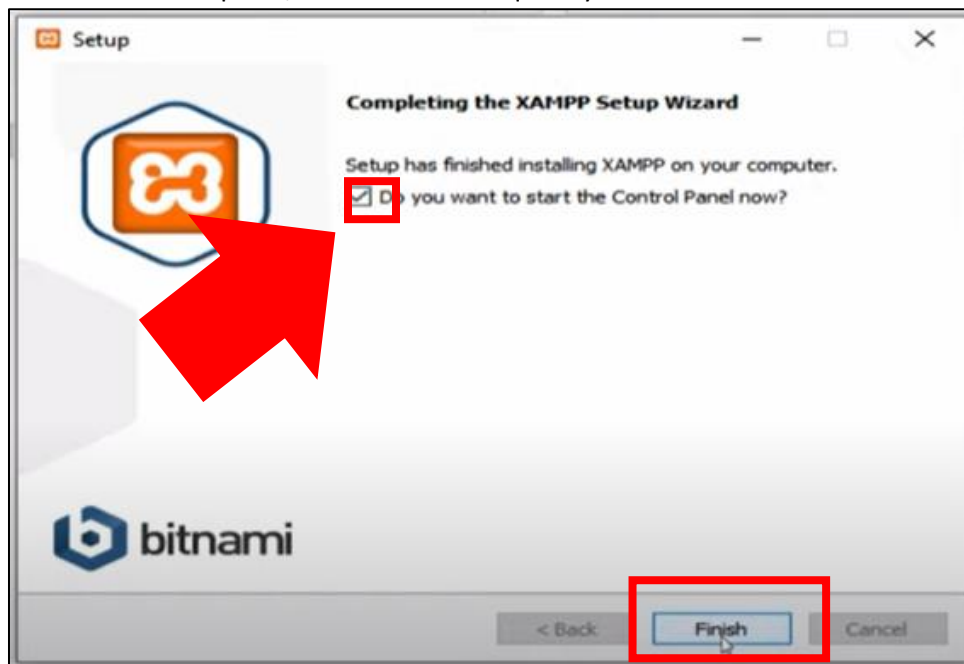 Setup
Completing the XAMPP Setup Wizard
Setup has finished installing XAMPP on your computer.
Do you want to start the Control Panel now?
bitnami
< Back Finish Cancel